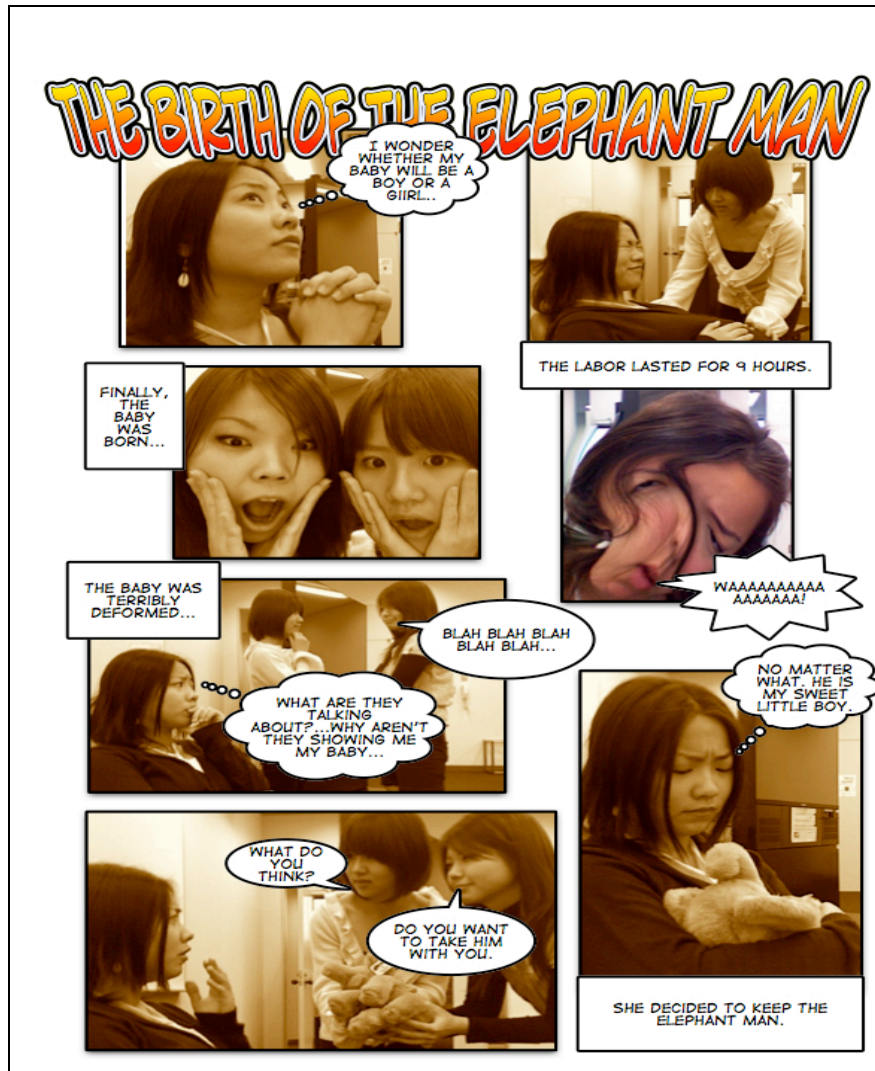 THE BIRTH OF THE ELEPHANT MAN
I WONDER
WHETHER MY
BABY WILL BE A
BOY OR A
GIIRL..
THE LABOR LASTED FOR 9 HOURS.
FINALLY,
THE
BABY
WAS
BORN...
WAAAAAAAAAA
AAAAAAA!
THE BABY WAS
TERRIBLY
DEFORMED...
BLAH BLAH BLAH
BLAH BLAH...
WHAT ARE THEY
TALKING
ABOUT?...WHY AREN'T
THEY SHOWING ME
MY BABY...
WHAT DO
YOU
THINK?
DO YOU WANT
TO TAKE HIM
WITH YOU.
NO MATTER
WHAT. HE IS
MY SWEET
LITTLE BOY.
SHE DECIDED TO KEEP THE
ELEPHANT MAN.